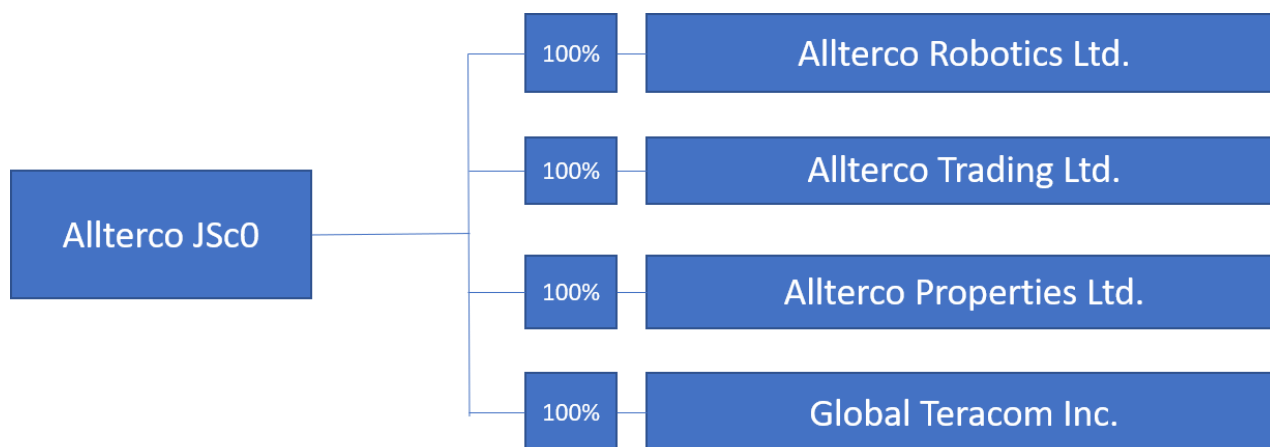 Allterco JSc0
100%
Allterco Robotics Ltd.
100%
Allterco Trading Ltd.
100%
Allterco Properties Ltd.
100%
Global Teracom Inc.